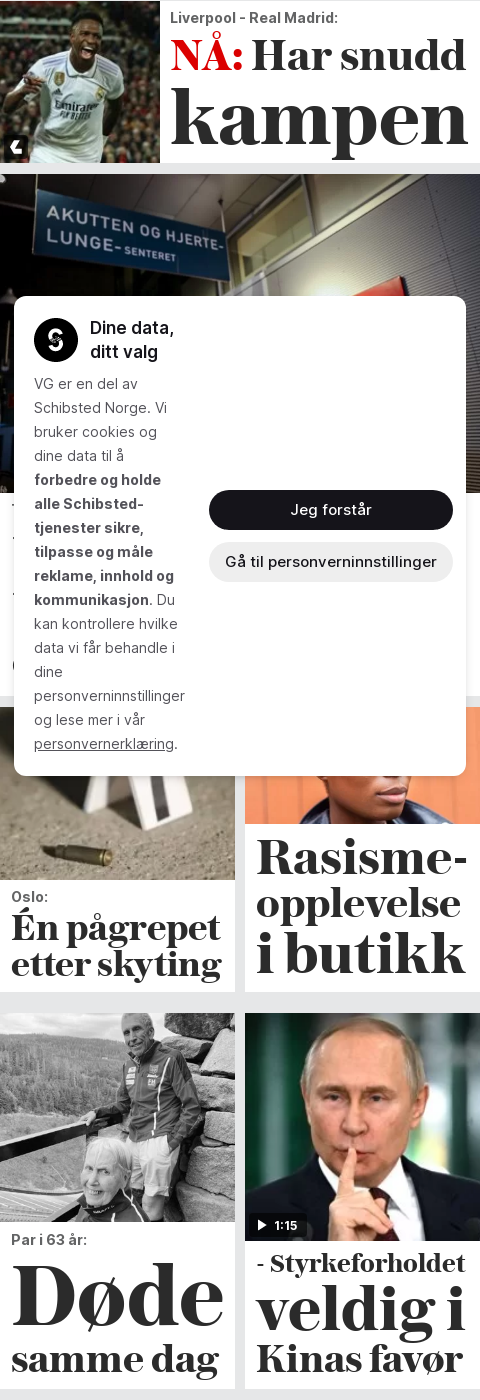 Liverpool - Real Madrid:
NÅ: Har snudd
kampen
AKUTTEN OG HJERTE-
LUNGE-SENTERET
Dine data,
ditt valg
VG er en del av
Schibsted Norge. Vi
bruker cookies og
dine data til å
forbedre og holde
alle Schibsted-
tjenester sikre,
tilpasse og måle
reklame, innhold og
kommunikasjon. Du
kan kontrollere hvilke
data vi får behandle i
dine
personverninnstillinger
og lese mer i vår
personvernerklæring.
Jeg forstår
Gå til personverninnstillinger
Oslo:
Én pågrepet
etter skyting
Rasisme-
opplevelse
i butikk
Par i 63 år:
Døde
samme dag
1:15
- Styrkeforholdet
veldig i
Kinas favør